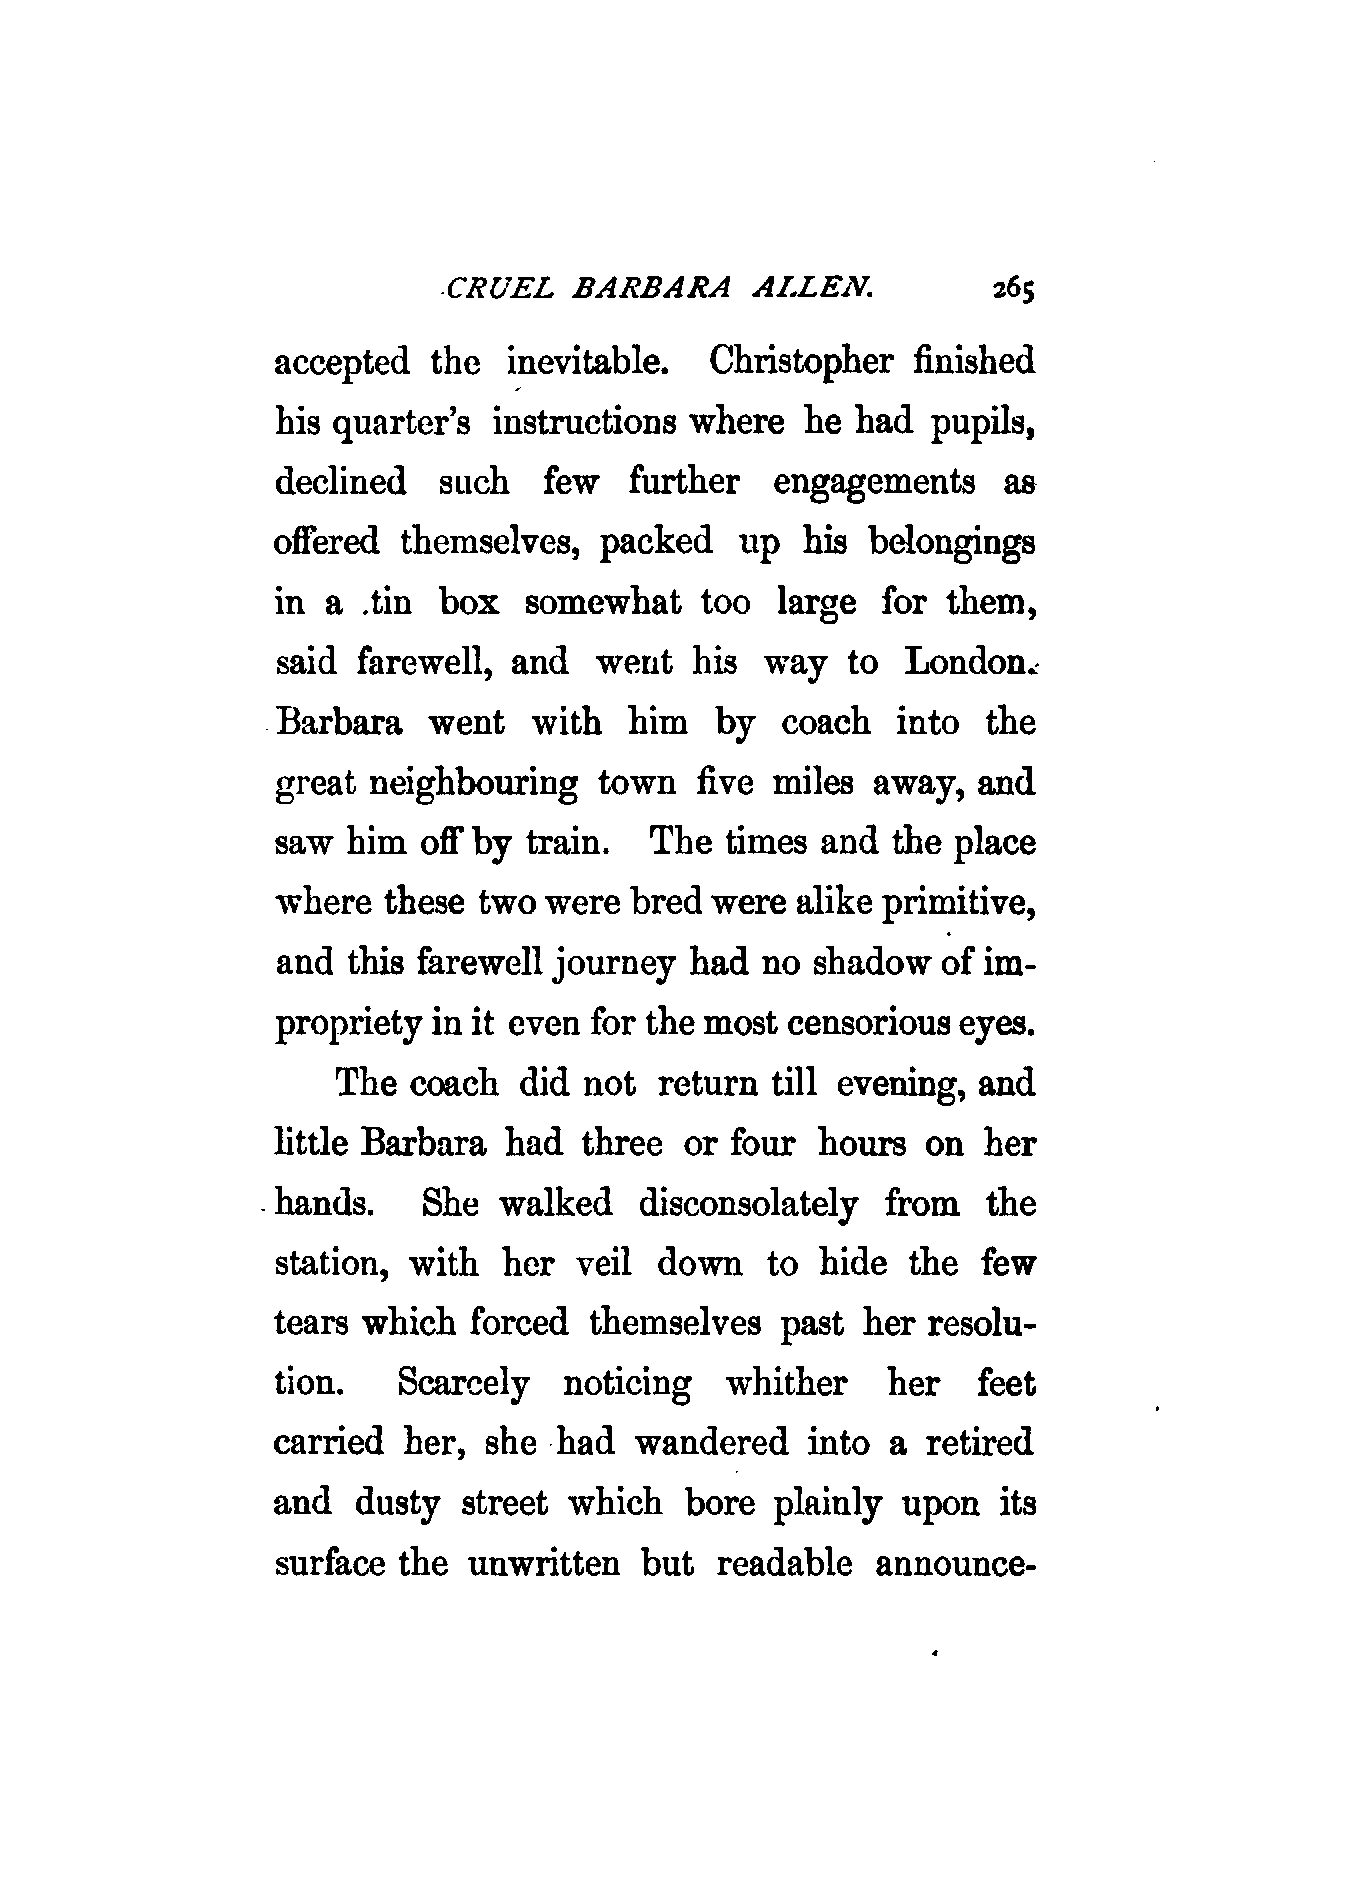 CRUEL BARBARA ALLEN. 265
accepted the inevitable. Christopher finished
his quarter's instructions where he had pupils,
declined such few further engagements as
offered themselves, packed up his belongings
in a tin box somewhat too large for them,
said farewell, and went his way to London.
Barbara went with him by coach into the
great neighbouring town five miles away, and
saw him off by train. The times and the place
where these two were bred were alike primitive,
and this farewell journey had no shadow of im-
propriety in it even for the most censorious eyes.
The coach did not return till evening, and
little Barbara had three or four hours on her
hands. She walked disconsolately from the
station, with her veil down to hide the few
tears which forced themselves past her resolu-
tion. Scarcely noticing whither her feet
carried her, she had wandered into a retired
and dusty street which bore plainly upon its
surface the unwritten but readable announce-